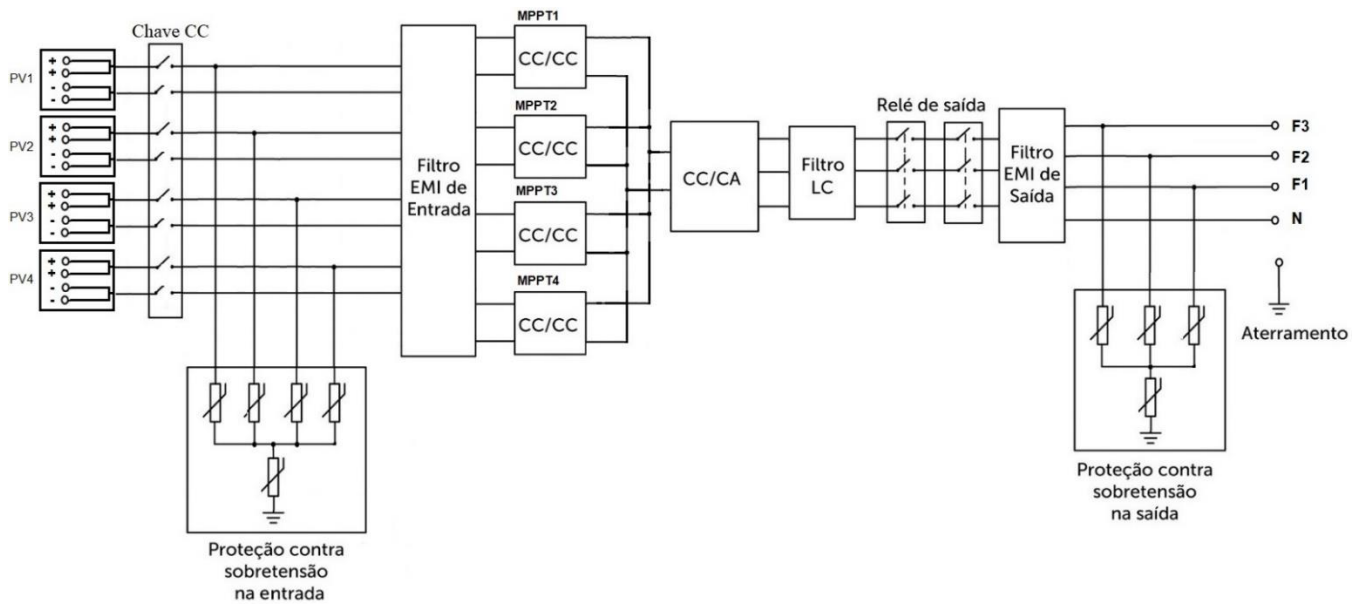 Chave CC
PV1
+
+
-
-
PV2
+
+
-
-
PV3
+
+
-
-
PV4
+
+
-
-
Proteção contra
sobretensão
na entrada
Filtro
EMI de
Entrada
MPPT1
CC/CC
MPPT2
CC/CC
MPPT3
CC/CC
MPPT4
CC/CC
CC/CA
Filtro
LC
Relé de saída
Filtro
EMI de
Saída
F3
F2
F1
N
Aterramento
Proteção contra
sobretensão
na saída